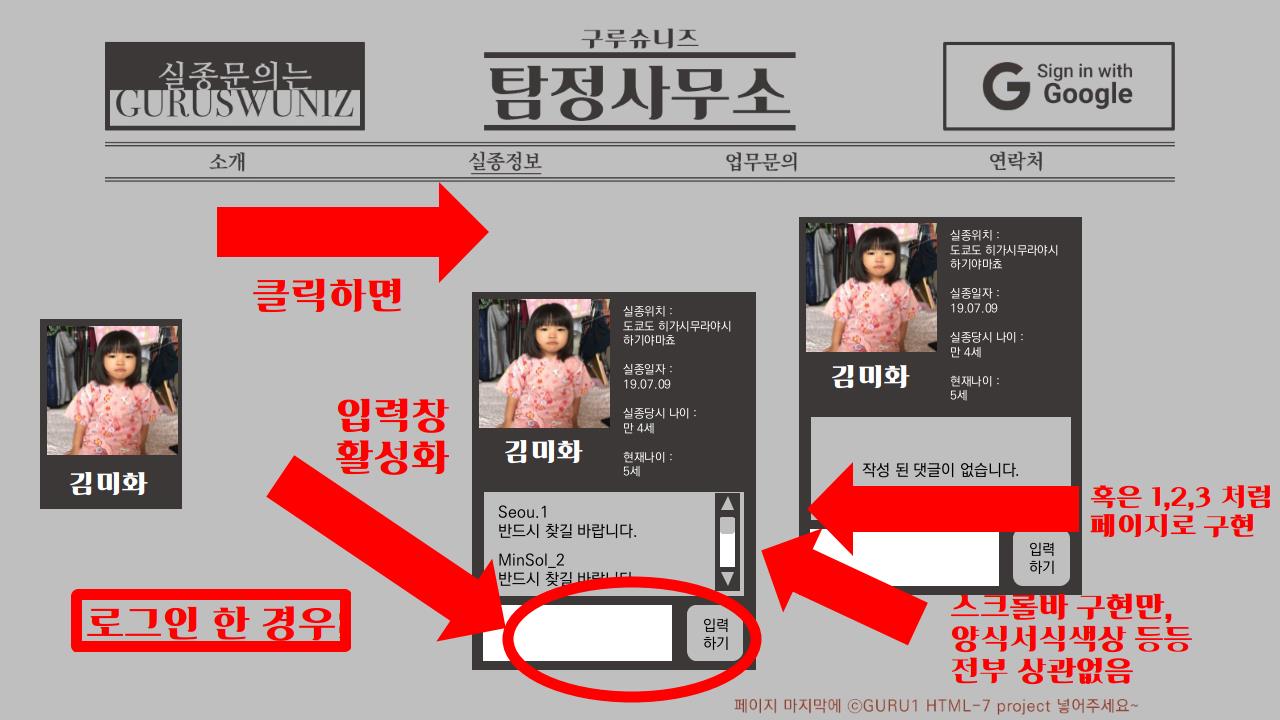 실종문의는
GURUSWUNIZ
구루슈니즈
탐정사무소
Sign in with
Google
소개
실종정보
업무문의
연락처
클릭하면
김미화
로그인 한 경우
입력창
활성화
김미화
실종위치 :
도쿄도 히가시무라야시
하기야마쵸
실종일자 :
19.07.09
실종당시 나이 :
만 4세
현재나이 :
5세
Seou.1
반드시 찾길 바랍니다.
MinSol_2
반드시 찾길 바랍니다.
입력
하기
김미화
실종위치 :
도쿄도 히가시무라야시
하기야마쵸
실종일자 :
19.07.09
실종당시 나이 :
만 4세
현재나이 :
5세
작성 된 댓글이 없습니다.
입력
하기
혹은 1,2,3 처럼
페이지로 구현
스크롤바 구현만,
양식서식색상 등등
전부 상관없음
페이지 마지막에 ⓒGURU1 HTML-7 project 넣어주세요~